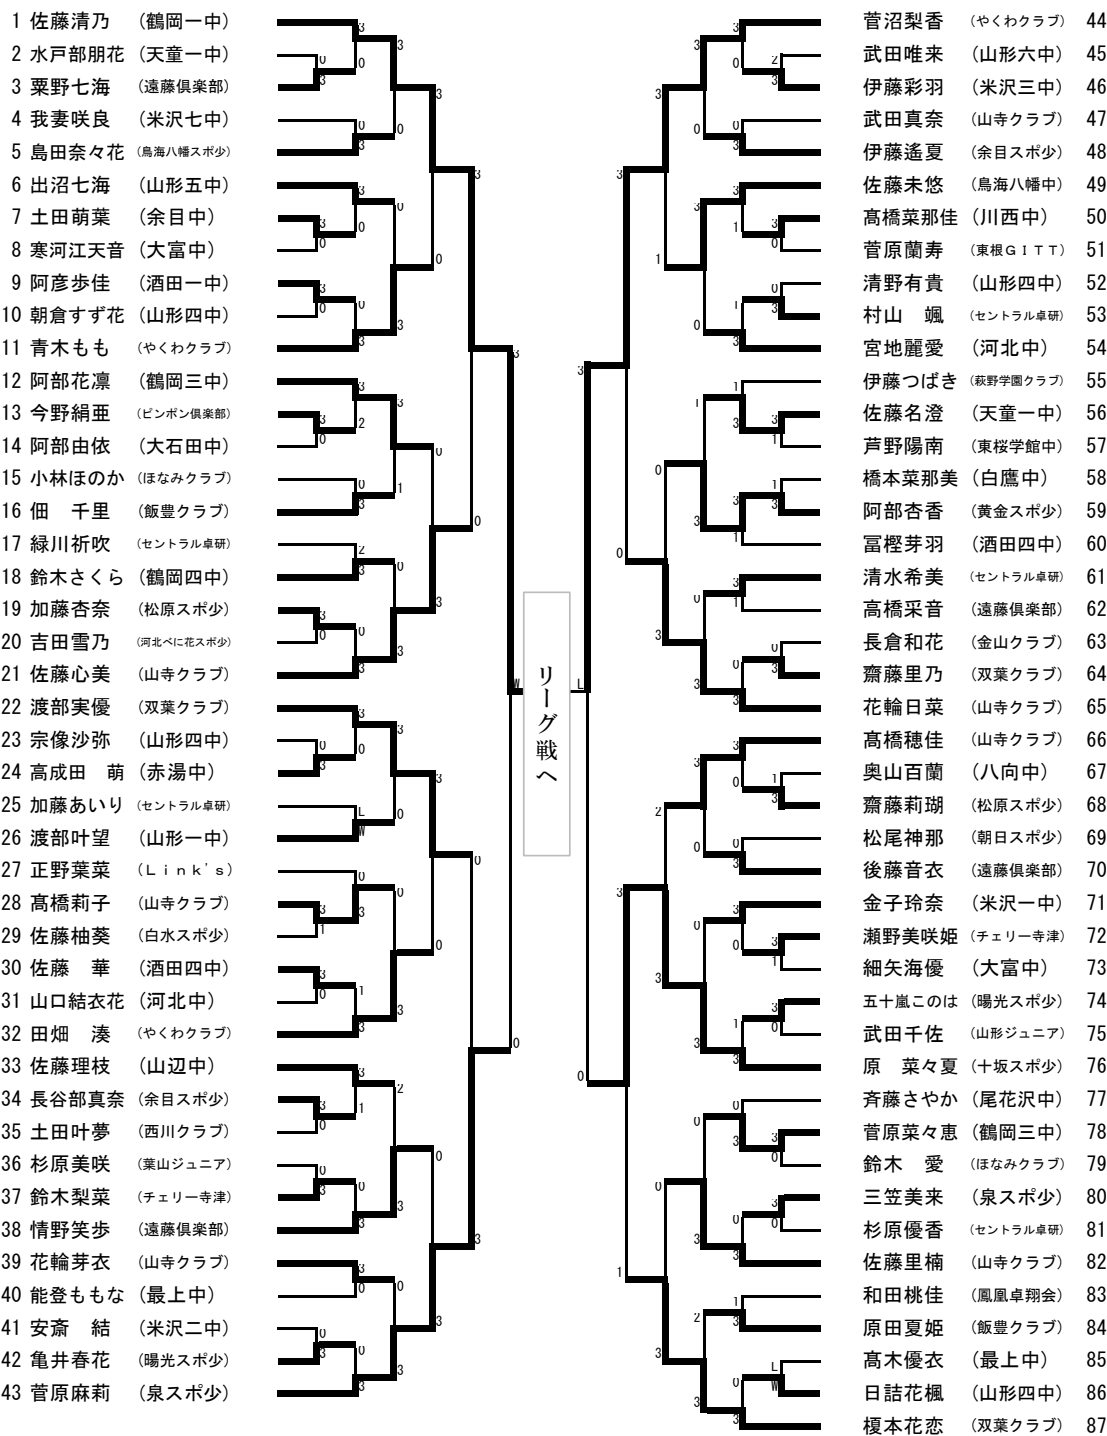 1 佐藤清乃 (鶴岡一中)
2 水戸部朋花 (天童一中)
3 粟野七海 (遠藤倶楽部)
4 我妻咲良 (米沢七中)
5 島田奈々花 (鳥海八幡スポ少)
6 出沼七海 (山形五中)
7 土田萌葉 (余目中)
8 寒河江天音 (大富中)
9 阿彦歩佳 (酒田一中)
10 朝倉すず花 (山形四中)
11 青木もも (やくわクラブ)
12 阿部花凛 (鶴岡三中)
13 今野絹亜 (ピンポン倶楽部)
14 阿部由依 (大石田中)
15 小林ほのか (ほなみクラブ)
16 佃 千里 (飯豊クラブ)
17 緑川祈吹 (セントラル卓研)
18 鈴木さくら (鶴岡四中)
19 加藤杏奈 (松原スポ少)
20 吉田雪乃 (河北べに花スポ少)
21 佐藤心美 (山寺クラブ)
22 渡部実優 (双葉クラブ)
23 宗像沙弥 (山形四中)
24 高成田 萌 (赤湯中)
25 加藤あいり (セントラル卓研)
26 渡部叶望 (山形一中)
27 正野葉菜 (Link's)
28 髙橋莉子 (山寺クラブ)
29 佐藤柚葵 (白水スポ少)
30 佐藤 華 (酒田四中)
31 山口結衣花 (河北中)
32 田畑 湊 (やくわクラブ)
33 佐藤理枝 (山辺中)
34 長谷部真奈 (余目スポ少)
35 土田叶夢 (西川クラブ)
36 杉原美咲 (葉山ジュニア)
37 鈴木梨菜 (チェリー寺津)
38 情野笑歩 (遠藤倶楽部)
39 花輪芽衣 (山寺クラブ)
40 能登ももな (最上中)
41 安斎 結 (米沢二中)
42 亀井春花 (陽光スポ少)
43 菅原麻莉 (泉スポ少)
リーグ戦へ
W
L
菅沼梨香 (やくわクラブ) 44
武田唯来 (山形六中) 45
伊藤彩羽 (米沢三中) 46
武田真奈 (山寺クラブ) 47
伊藤遙夏 (余目スポ少) 48
佐藤未悠 (鳥海八幡中) 49
髙橋菜那佳 (川西中) 50
菅原蘭寿 (東根GITT) 51
清野有貴 (山形四中) 52
村山 颯 (セントラル卓研) 53
宮地麗愛 (河北中) 54
伊藤つばき (萩野学園クラブ) 55
佐藤名澄 (天童一中) 56
芦野陽南 (東桜学館中) 57
橋本菜那美 (白鷹中) 58
阿部杏香 (黄金スポ少) 59
冨樫芽羽 (酒田四中) 60
清水希美 (セントラル卓研) 61
高橋采音 (遠藤倶楽部) 62
長倉和花 (金山クラブ) 63
齋藤里乃 (双葉クラブ) 64
花輪日菜 (山寺クラブ) 65
髙橋穂佳 (山寺クラブ) 66
奥山百蘭 (八向中) 67
齋藤莉瑚 (松原スポ少) 68
松尾神那 (朝日スポ少) 69
後藤音衣 (遠藤倶楽部) 70
金子玲奈 (米沢一中) 71
瀬野美咲姫 (チェリー寺津) 72
細矢海優 (大富中) 73
五十嵐このは (陽光スポ少) 74
武田千佐 (山形ジュニア) 75
原 菜々夏 (十坂スポ少) 76
斉藤さやか (尾花沢中) 77
菅原菜々恵 (鶴岡三中) 78
鈴木 愛 (ほなみクラブ) 79
三笠美来 (泉スポ少) 80
杉原優香 (セントラル卓研) 81
佐藤里楠 (山寺クラブ) 82
和田桃佳 (鳳凰卓翔会) 83
原田夏姫 (飯豊クラブ) 84
髙木優衣 (最上中) 85
日詰花楓 (山形四中) 86
榎本花恋 (双葉クラブ) 87